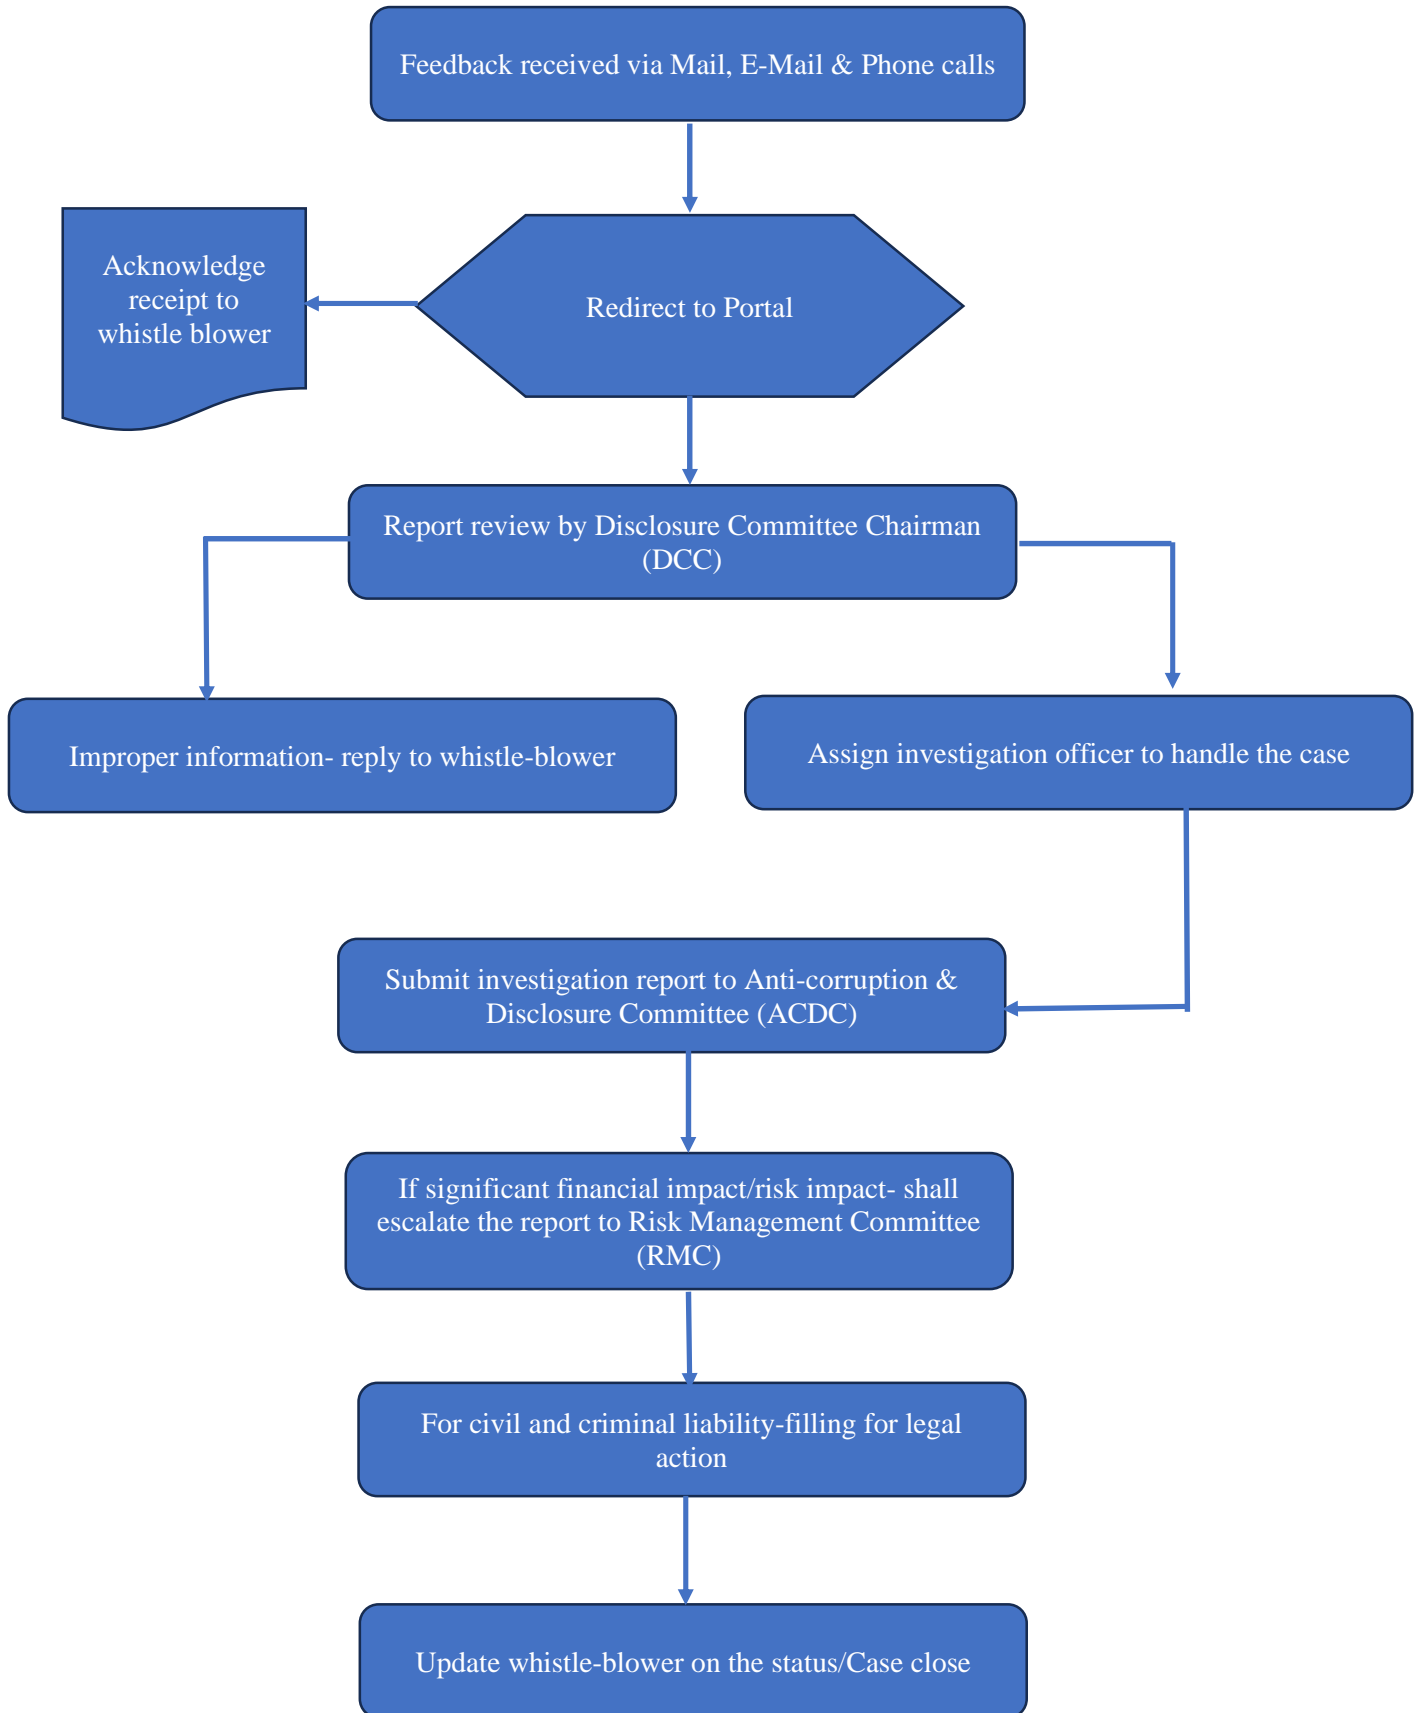 Feedback received via Mail, E-Mail & Phone calls
Acknowledge
receipt to
whistle blower
Redirect to Portal
Report review by Disclosure Committee Chairman
(DCC)
Improper information- reply to whistle-blower
Assign investigation officer to handle the case
Submit investigation report to Anti-corruption &
Disclosure Committee (ACDC)
If significant financial impact/risk impact- shall
escalate the report to Risk Management Committee
(RMC)
For civil and criminal liability-filling for legal
action
Update whistle-blower on the status/Case close